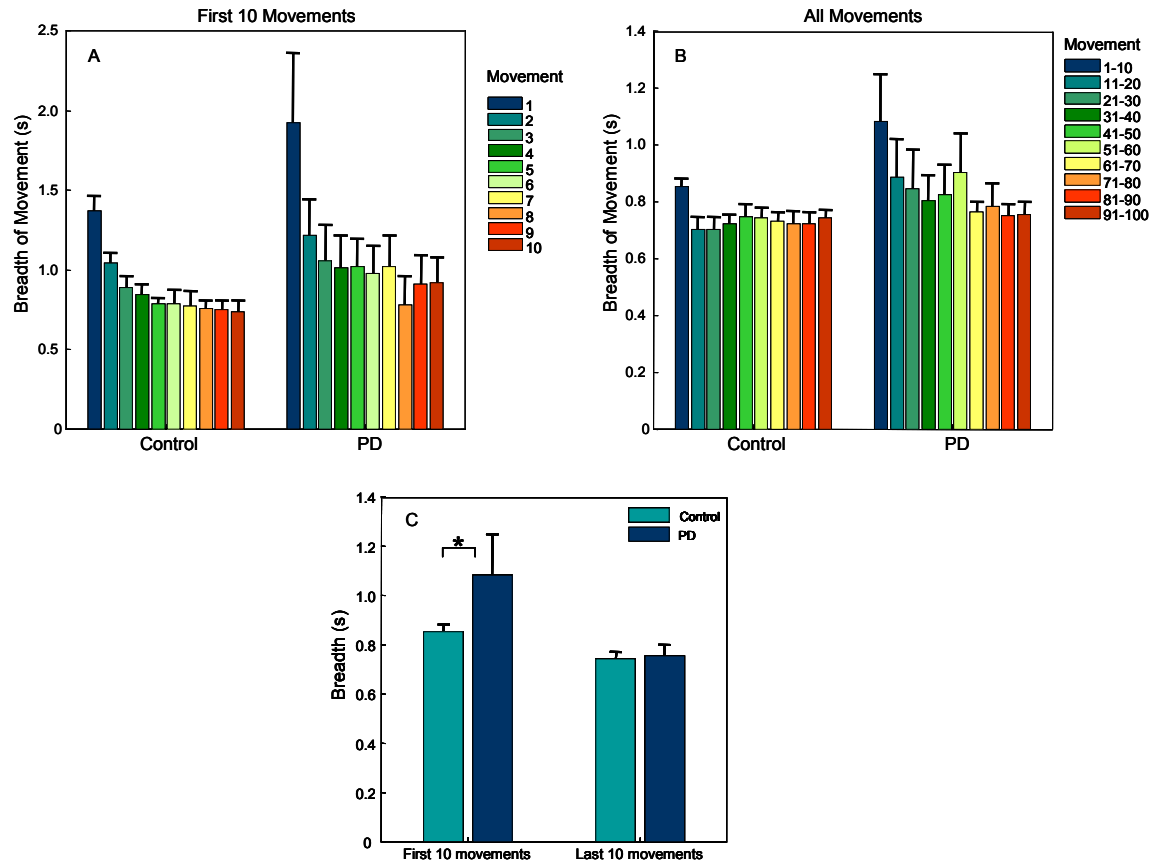 First 10 Movements
A
Breadth of Movement (s)
2.5
2.0
1.5
1.0
0.5
0
Control
PD
Movement
1
2
3
4
5
6
7
8
9
10
All Movements
B
Breadth of Movement (s)
1.4
1.2
1.0
0.8
0.6
0.4
0.2
0
Control
PD
Movement
1-10
11-20
21-30
31-40
41-50
51-60
61-70
71-80
81-90
91-100
C
Breadth (s)
1.4
1.2
1.0
0.8
0.6
0.4
0.2
0
*
Control
PD
First 10 movements
Last 10 movements